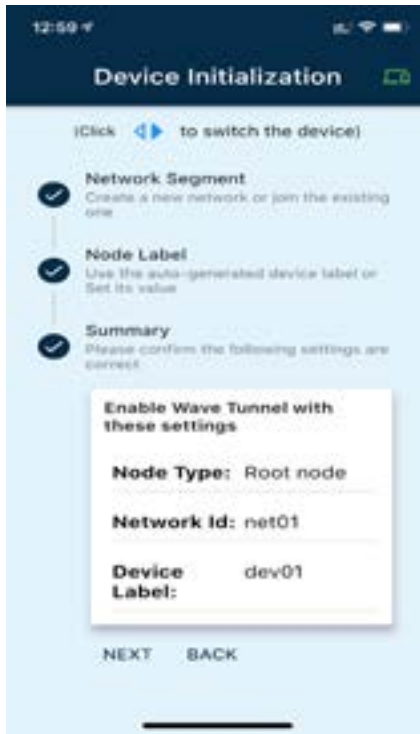 12:59
Device Initialization
(Click to switch the device)
Network Segment
Create a new network or join the existing
one
Node Label
Use the auto-generated device label or
Set its value
Summary
Please confirm the following settings are
correct
Enable Wave Tunnel with
these settings
Node Type: Root node
Network Id: net01
Device dev01
Label:
NEXT BACK